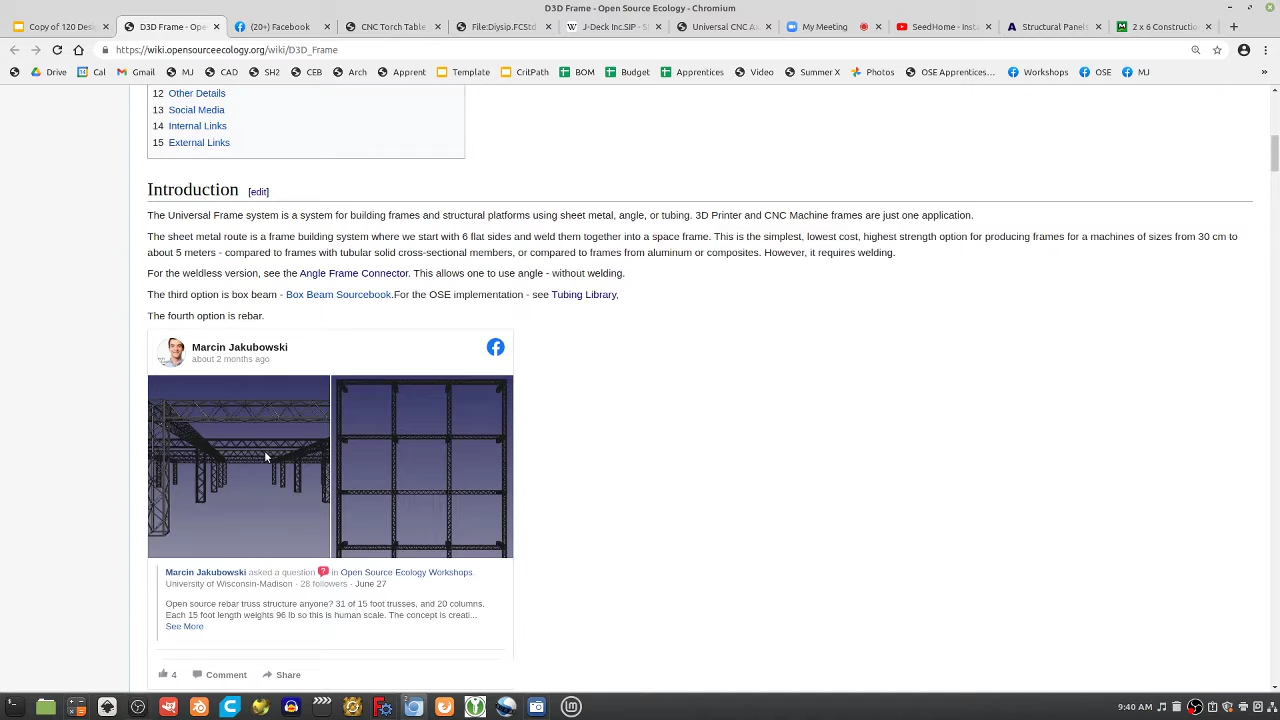 D3D Frame - Open Source Ecology - Chromium
Copy of 120 Des
D3D Frame - Ope
(20+) Facebook
CNC Torch Table
File:Diysip.FCStd
J-Deck Inc.SIP - S
Universal CNC Ax
My Meeting
SeedHome - Insta
Structural Panels
2 x 6 Constructio
https://wiki.opensourceecology.org/wiki/D3D_Frame
Drive
Cal
Gmail
MJ
CAD
SH2
CEB
Arch
Apprent
Template
CritPath
BOM
Budget
Apprentices
Video
Summer X
Photos
OSE Apprentices…
Workshops
OSE
MJ
»
12 Other Details
13 Social Media
14 Internal Links
15 External Links
Introduction [edit]
The Universal Frame system is a system for building frames and structural platforms using sheet metal, angle, or tubing. 3D Printer and CNC Machine frames are just one application.
The sheet metal route is a frame building system where we start with 6 flat sides and weld them together into a space frame. This is the simplest, lowest cost, highest strength option for producing frames for a machines of sizes from 30 cm to
about 5 meters - compared to frames with tubular solid cross-sectional members, or compared to frames from aluminum or composites. However, it requires welding.
For the weldless version, see the Angle Frame Connector. This allows one to use angle - without welding.
The third option is box beam - Box Beam Sourcebook.For the OSE implementation - see Tubing Library,
The fourth option is rebar.
Marcin Jakubowski
about 2 months ago
Marcin Jakubowski asked a question ? in Open Source Ecology Workshops.
University of Wisconsin-Madison · 28 followers · June 27
Open source rebar truss structure anyone? 31 of 15 foot trusses, and 20 columns.
Each 15 foot length weights 96 lb so this is human scale. The concept is creati...
See More
4 Comment Share
9:40 AM